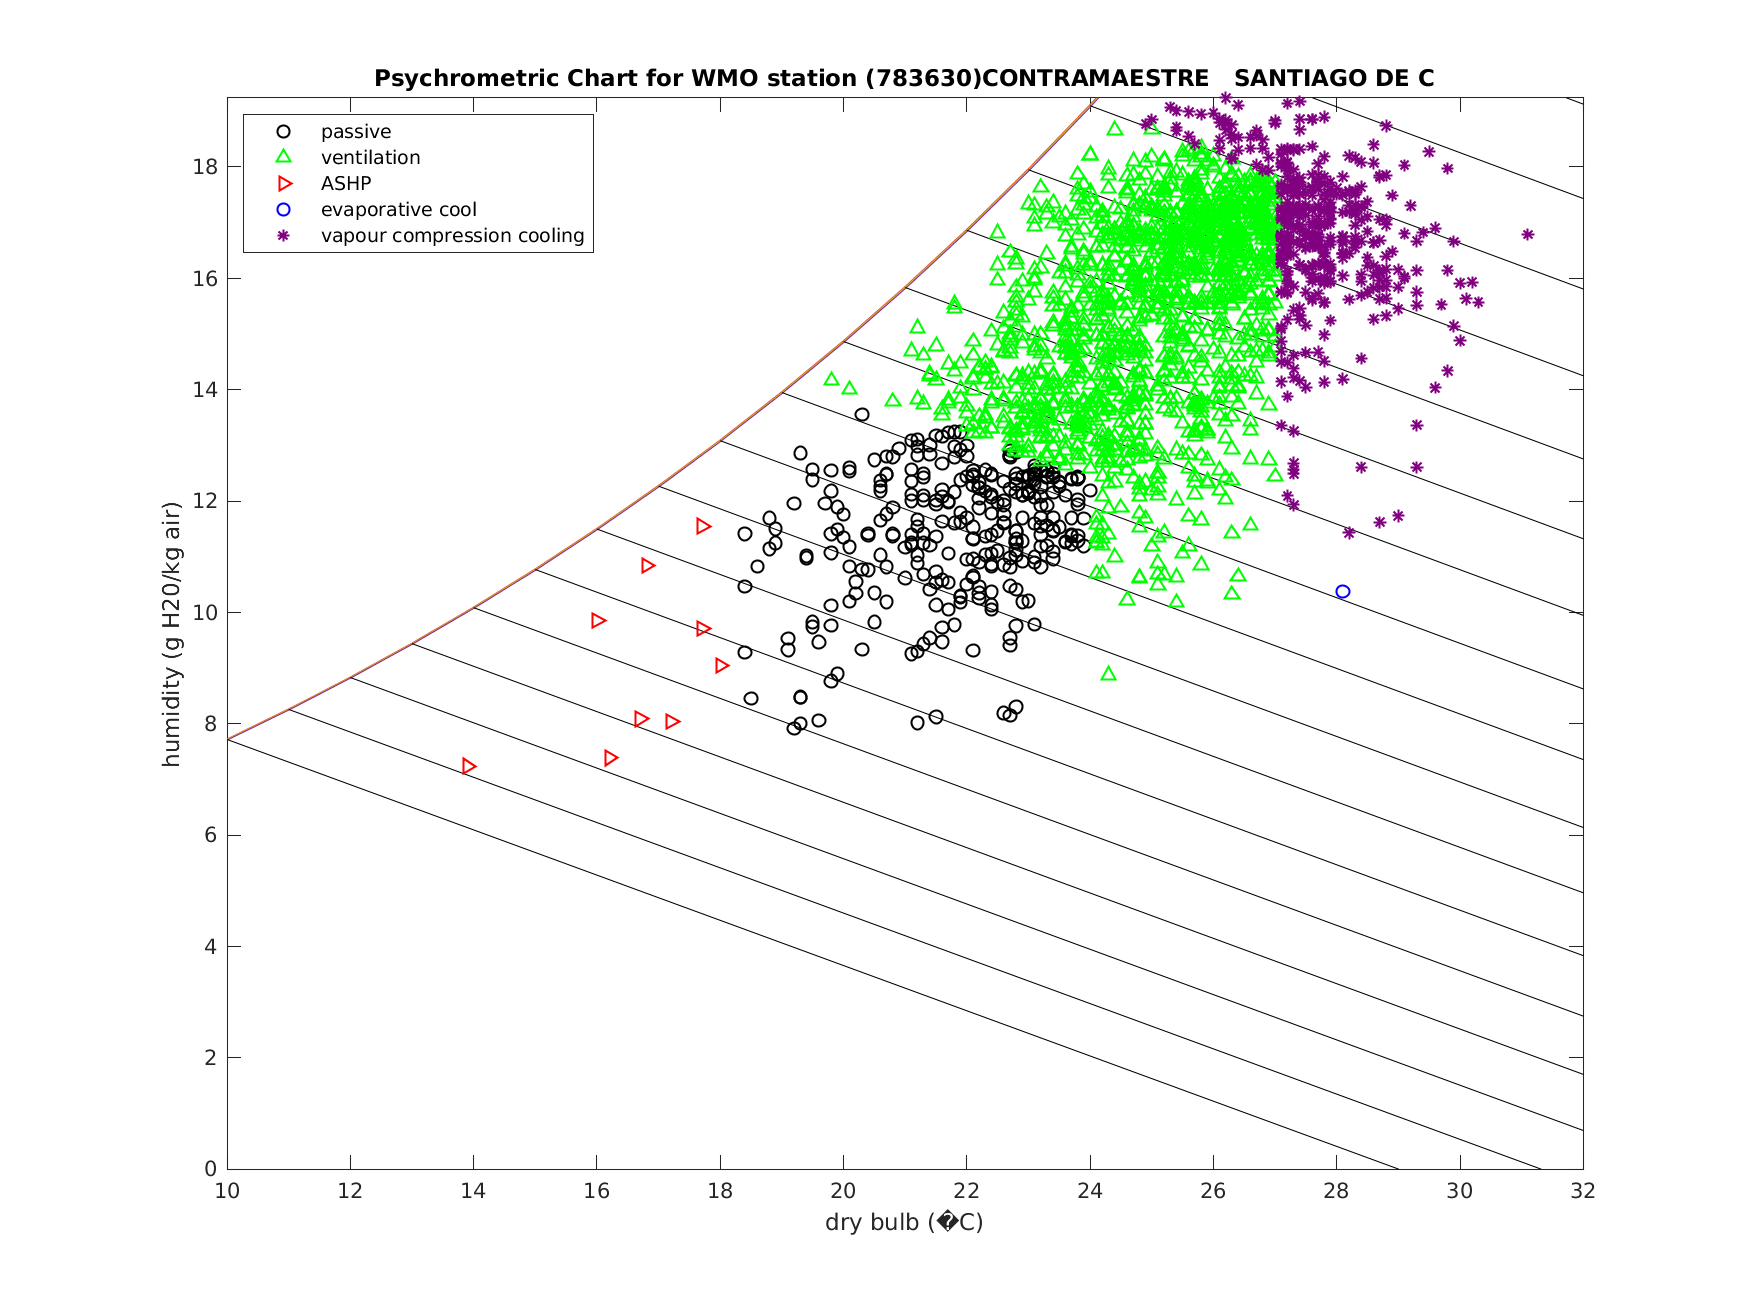 Psychrometric Chart for WMO station (783630)CONTRAMAESTRE   SANTIAGO DE C
passive
ventilation
ASHP
evaporative cool
vapour compression cooling
humidity (g H20/kg air)
18
16
14
12
10
8
6
4
2
0
10 12 14 16 18 20 22 24 26 28 30 32
dry bulb (�C)